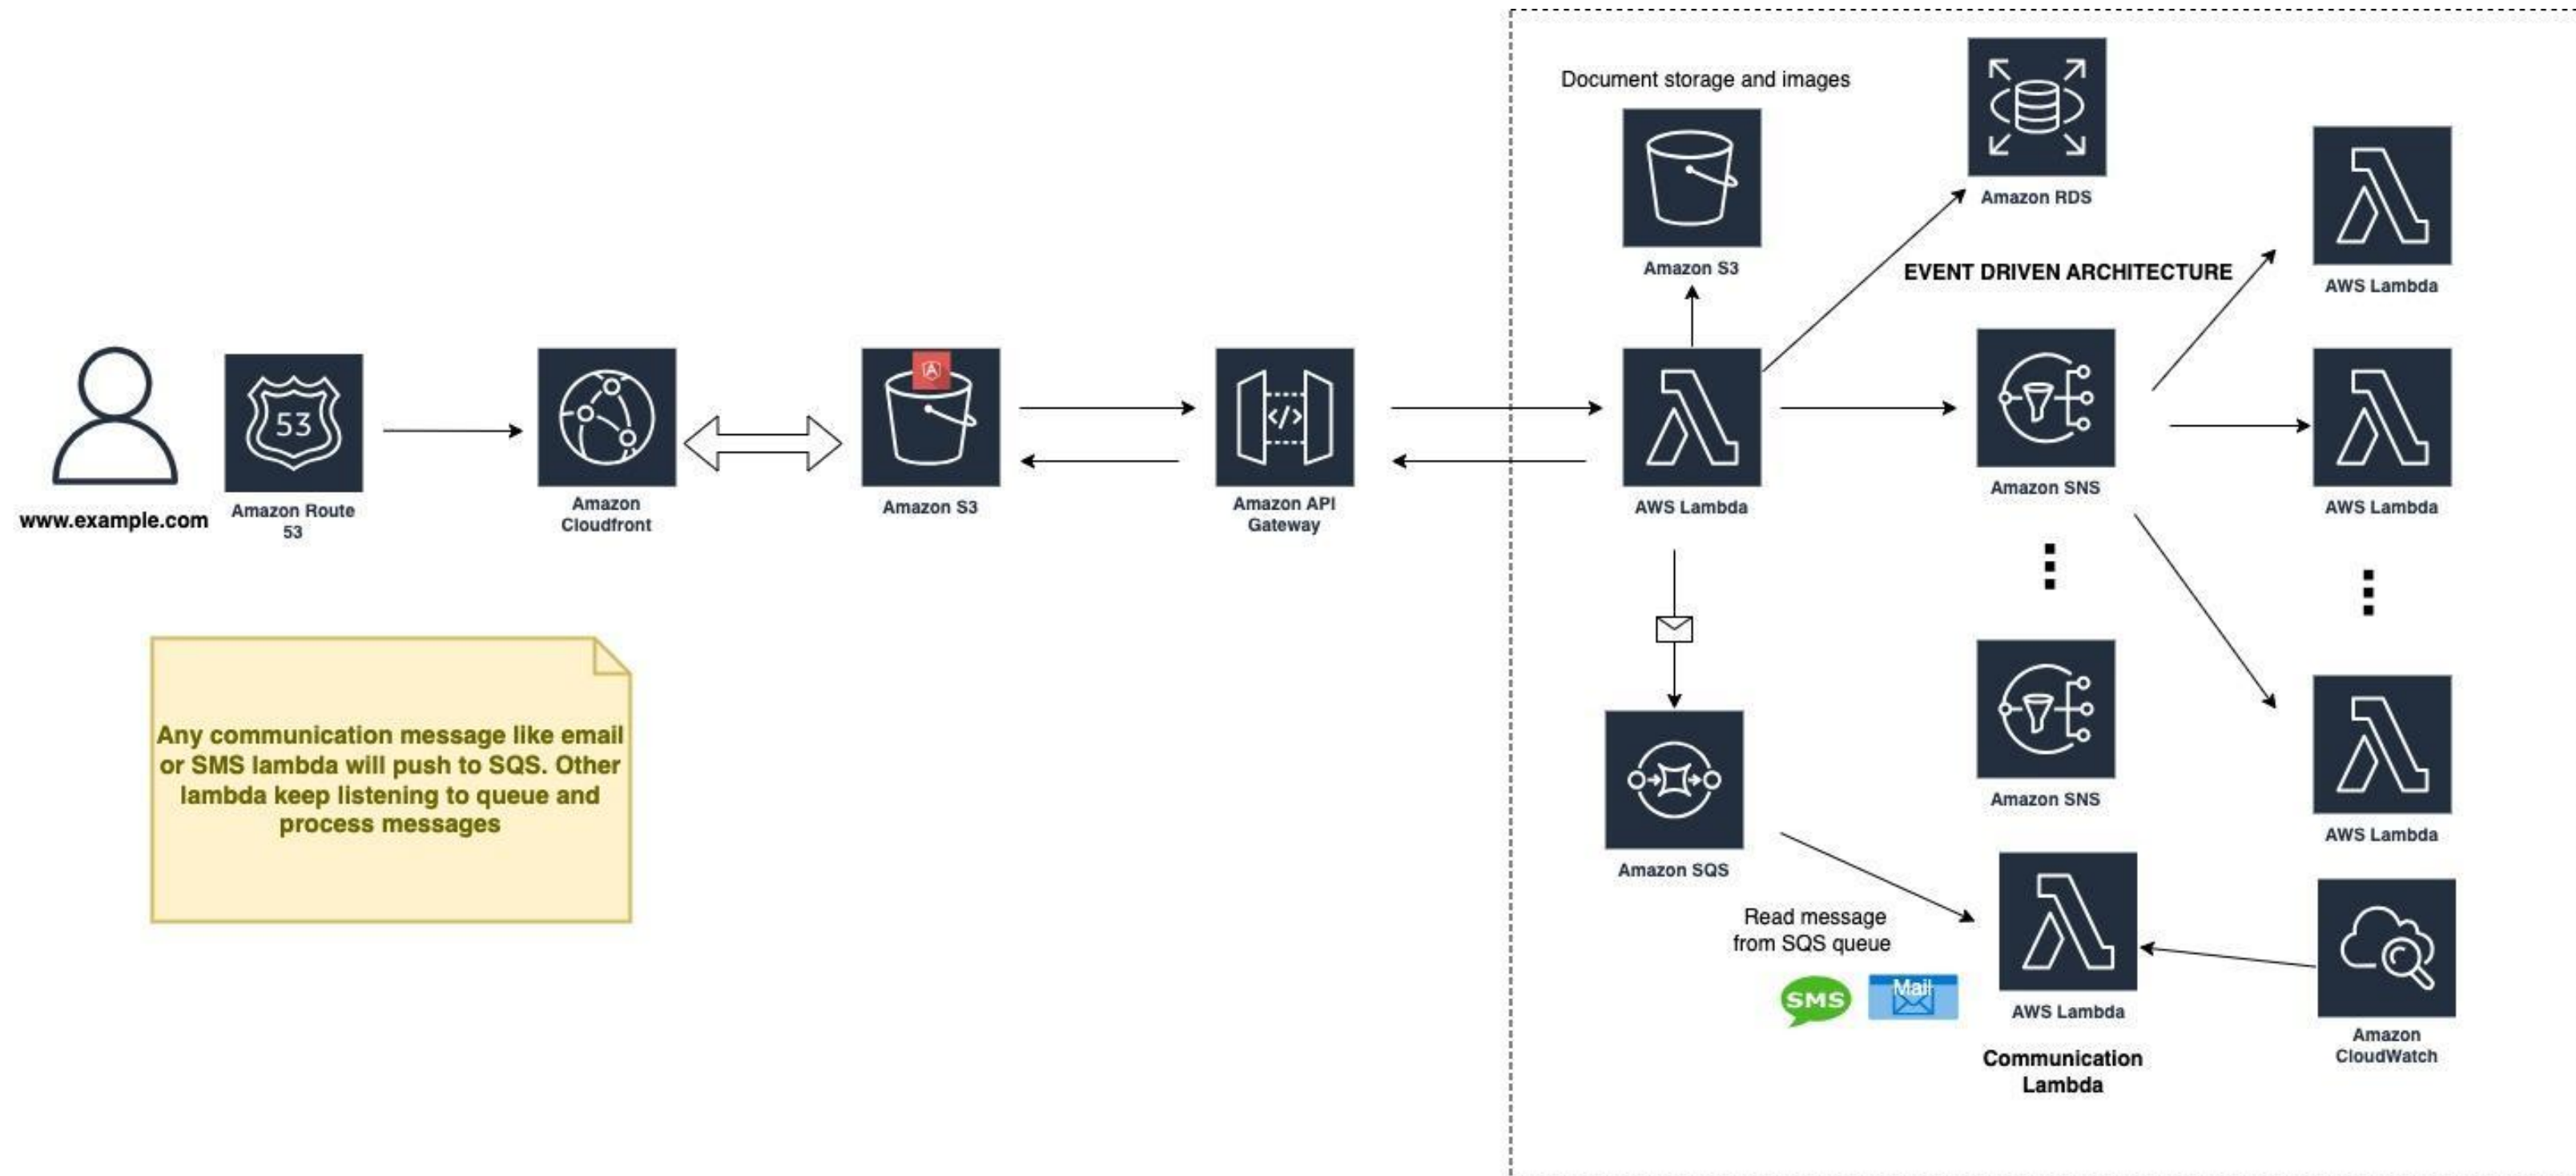 Document storage and images
Amazon S3
Amazon RDS
EVENT DRIVEN ARCHITECTURE
AWS Lambda
www.example.com
53
Amazon Route
53
Amazon
Cloudfront
A
Amazon S3
</>
Amazon API
Gateway
AWS Lambda
Amazon SNS
AWS Lambda
Any communication message like email
or SMS lambda will push to SQS. Other
lambda keep listening to queue and
process messages
Amazon SQS
Amazon SNS
AWS Lambda
Read message
from SQS queue
SMS
Mail
AWS Lambda
Communication
Lambda
Amazon
CloudWatch